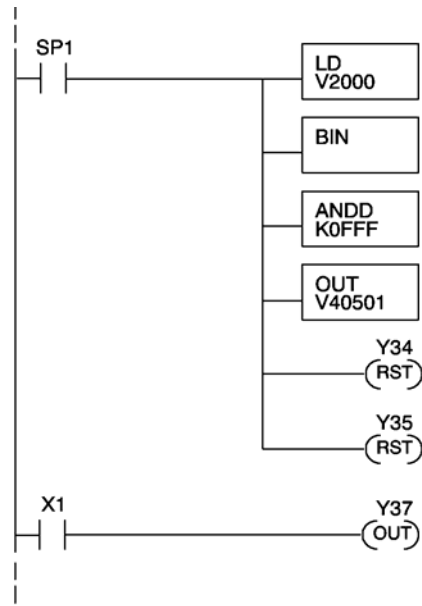 SP1
LD
V2000
BIN
ANDD
K0FFF
OUT
V40501
Y34
RST
Y35
RST
X1
Y37
OUT